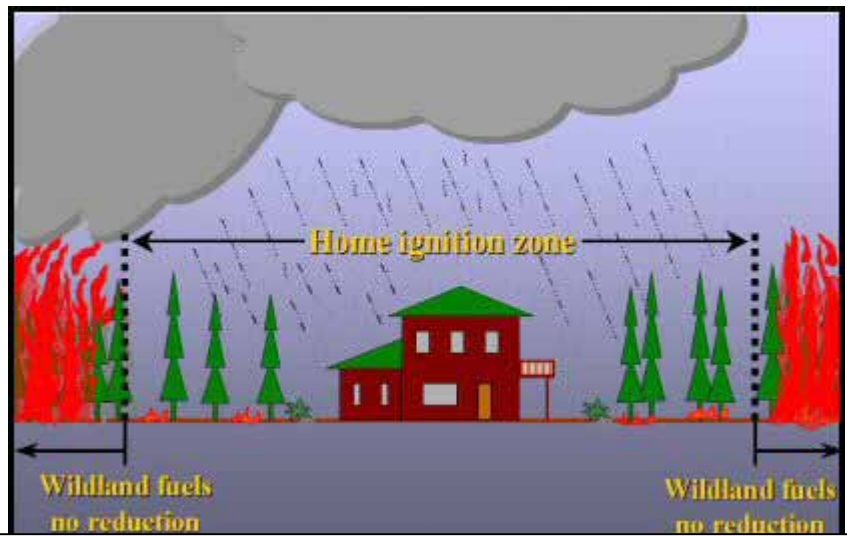 Home ignition zone
Wildland fuels
no reduction
Wildland fuels
no reduction